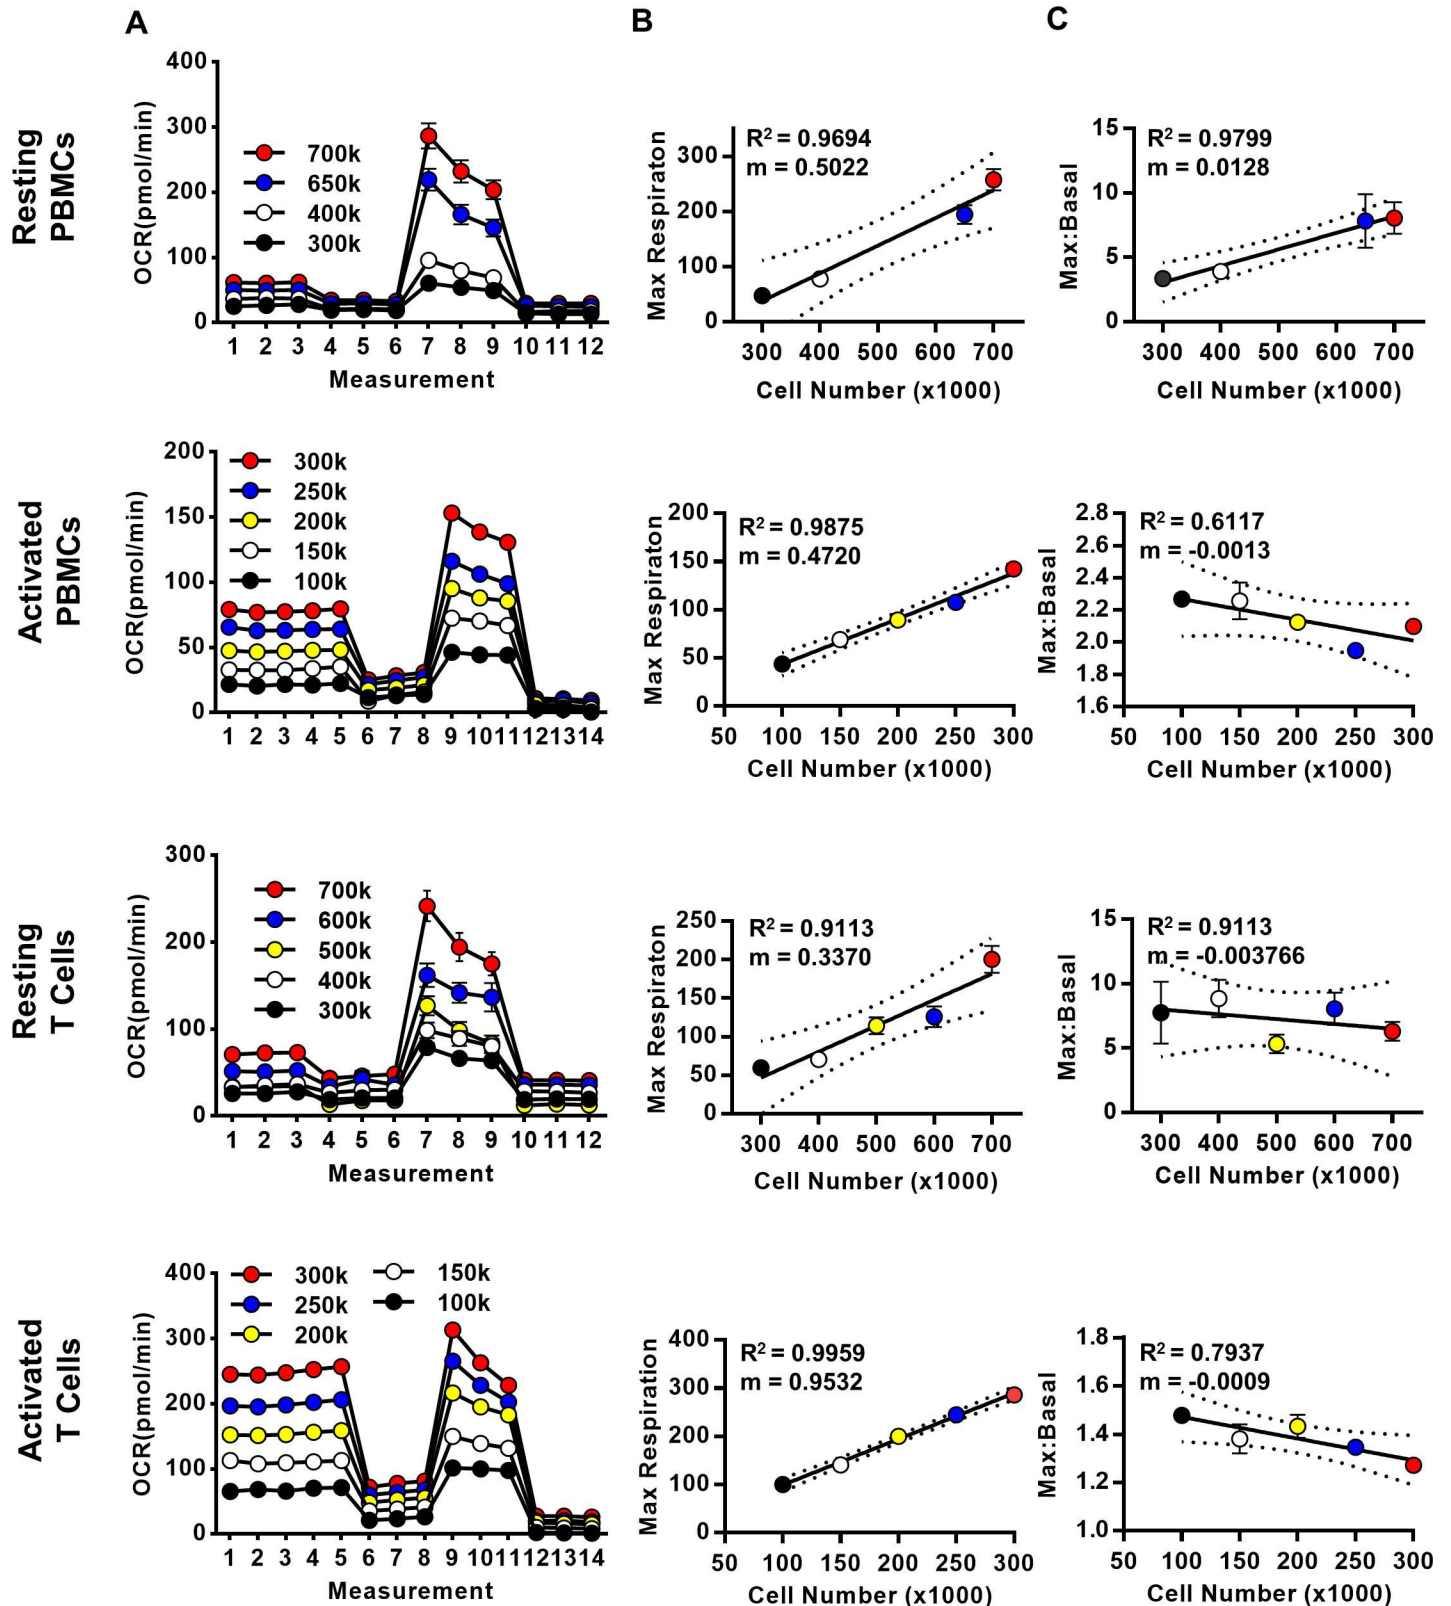 A
B
C
Resting
PBMCs
OCR(pmol/min)
400
300
200
100
0
700k
650k
400k
300k
1 2 3 4 5 6 7 8 9 10 11 12
Measurement
Max Respiraton
R² = 0.9694
m = 0.5022
300
200
100
0
300 400 500 600 700
Cell Number (x1000)
Max:Basal
R² = 0.9799
m = 0.0128
15
10
5
0
300 400 500 600 700
Cell Number (x1000)
Activated
PBMCs
OCR(pmol/min)
200
150
100
50
0
300k
250k
200k
150k
100k
1 2 3 4 5 6 7 8 9 10 11 12 13 14
Max Respiraton
R² = 0.9875
m = 0.4720
200
150
100
50
0
50 100 150 200 250 300
Cell Number (x1000)
Max:Basal
R² = 0.6117
m = -0.0013
2.8
2.6
2.4
2.2
2.0
1.8
1.6
50 100 150 200 250 300
Cell Number (x1000)
Resting
T Cells
OCR(pmol/min)
300
200
100
0
700k
600k
500k
400k
300k
1 2 3 4 5 6 7 8 9 10 11 12
Measurement
Max Respiraton
R² = 0.9113
m = 0.3370
250
200
150
100
50
0
300 400 500 600 700
Cell Number (x1000)
Max:Basal
R² = 0.9113
m = -0.003766
15
10
5
0
300 400 500 600 700
Cell Number (x1000)
Activated
T Cells
OCR(pmol/min)
400
300
200
100
0
300k
250k
200k
150k
100k
1 2 3 4 5 6 7 8 9 10 11 12 13 14
Measurement
Max Respiration
R² = 0.9959
m = 0.9532
400
300
200
100
0
50 100 150 200 250 300
Cell Number (x1000)
Max:Basal
R² = 0.7937
m = -0.0009
1.8
1.6
1.4
1.2
1.0
50 100 150 200 250 300
Cell Number (x1000)